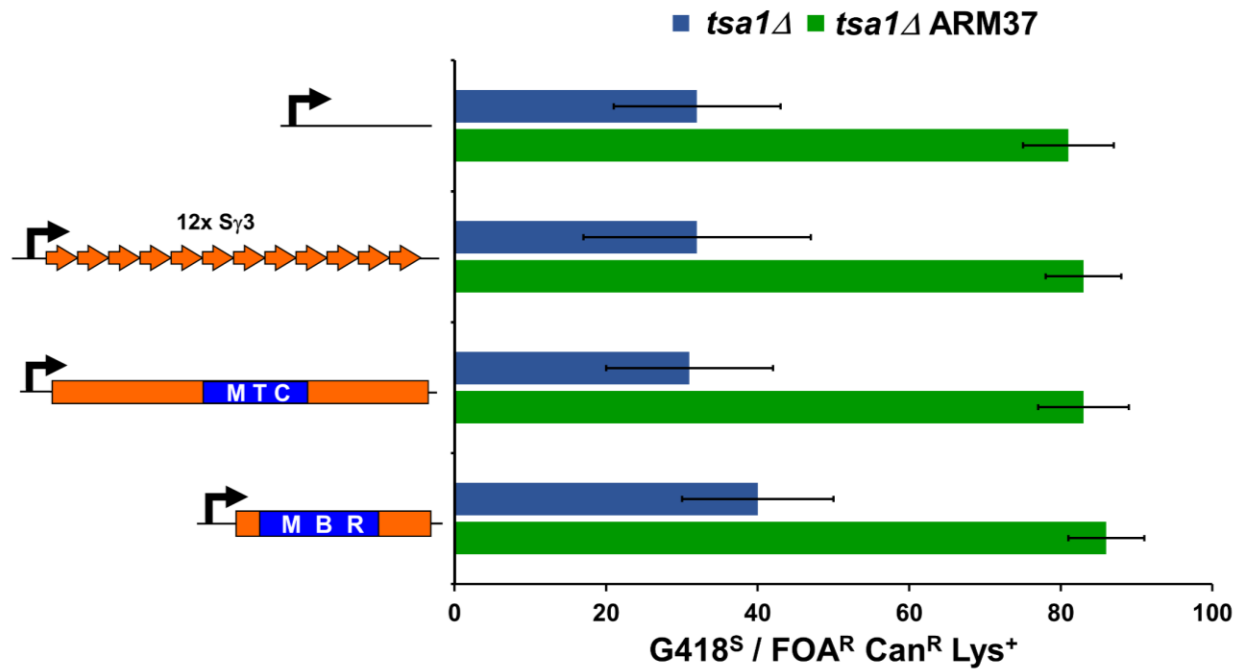 tsa1Δ tsa1Δ ARM37
12x Sγ3
M T C
M B R
0 20 40 60 80 100
G418ˢ / FOAᴿ Canᴿ Lys⁺